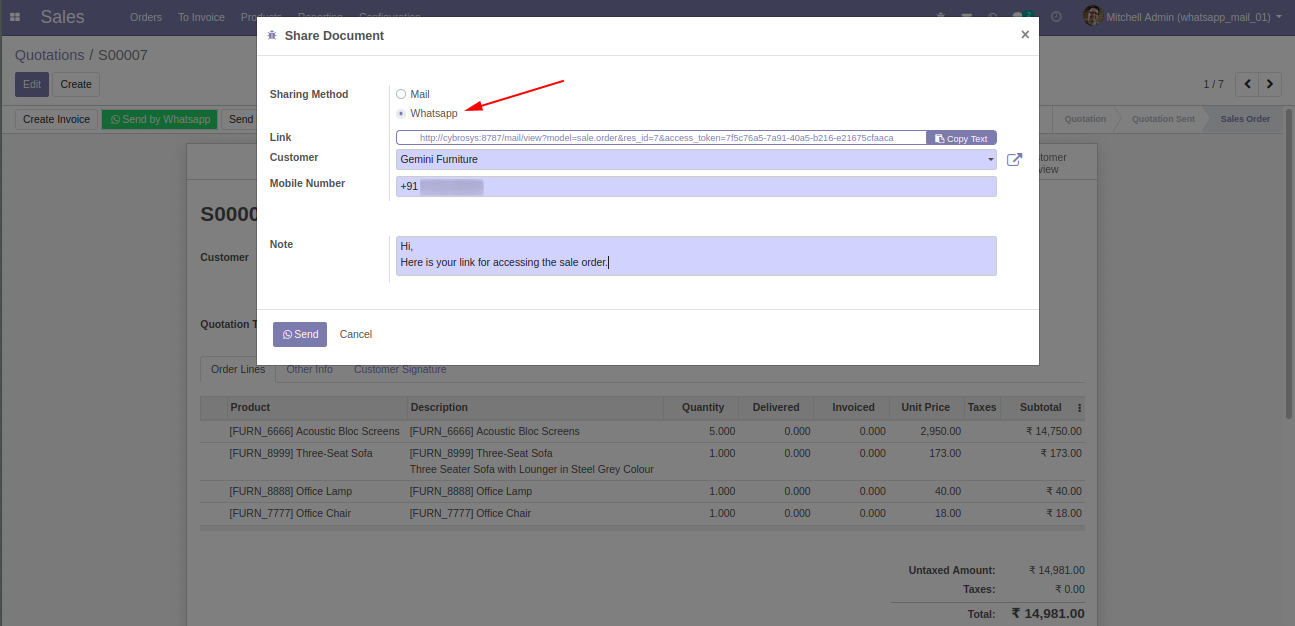 Sales
Orders To Invoice Products Reporting Configuration
2
Mitchell Admin (whatsapp_mail_01)
Quotations / S00007
Edit Create
1 / 7
Create Invoice Send by Whatsapp Send
Quotation Quotation Sent Sales Order
Share Document ×
Sharing Method
Mail
Whatsapp
Link http://cybrosys:8787/mail/view?model=sale.order&res_id=7&access_token=7f5c76a5-7a91-40a5-b216-e21675cfaaca Copy Text
Customer Gemini Furniture
Mobile Number +91
Note
Hi,
Here is your link for accessing the sale order.
Send Cancel
S0000
Customer
Quotation T
Order Lines Other Info Customer Signature
Product Description Quantity Delivered Invoiced Unit Price Taxes Subtotal
[FURN_6666] Acoustic Bloc Screens [FURN_6666] Acoustic Bloc Screens 5.000 0.000 0.000 2,950.00 ₹ 14,750.00
[FURN_8999] Three-Seat Sofa [FURN_8999] Three-Seat Sofa 1.000 0.000 0.000 173.00 ₹ 173.00
Three Seater Sofa with Lounger in Steel Grey Colour
[FURN_8888] Office Lamp [FURN_8888] Office Lamp 1.000 0.000 0.000 40.00 ₹ 40.00
[FURN_7777] Office Chair [FURN_7777] Office Chair 1.000 0.000 0.000 18.00 ₹ 18.00
Untaxed Amount: ₹ 14,981.00
Taxes: ₹ 0.00
Total: ₹ 14,981.00